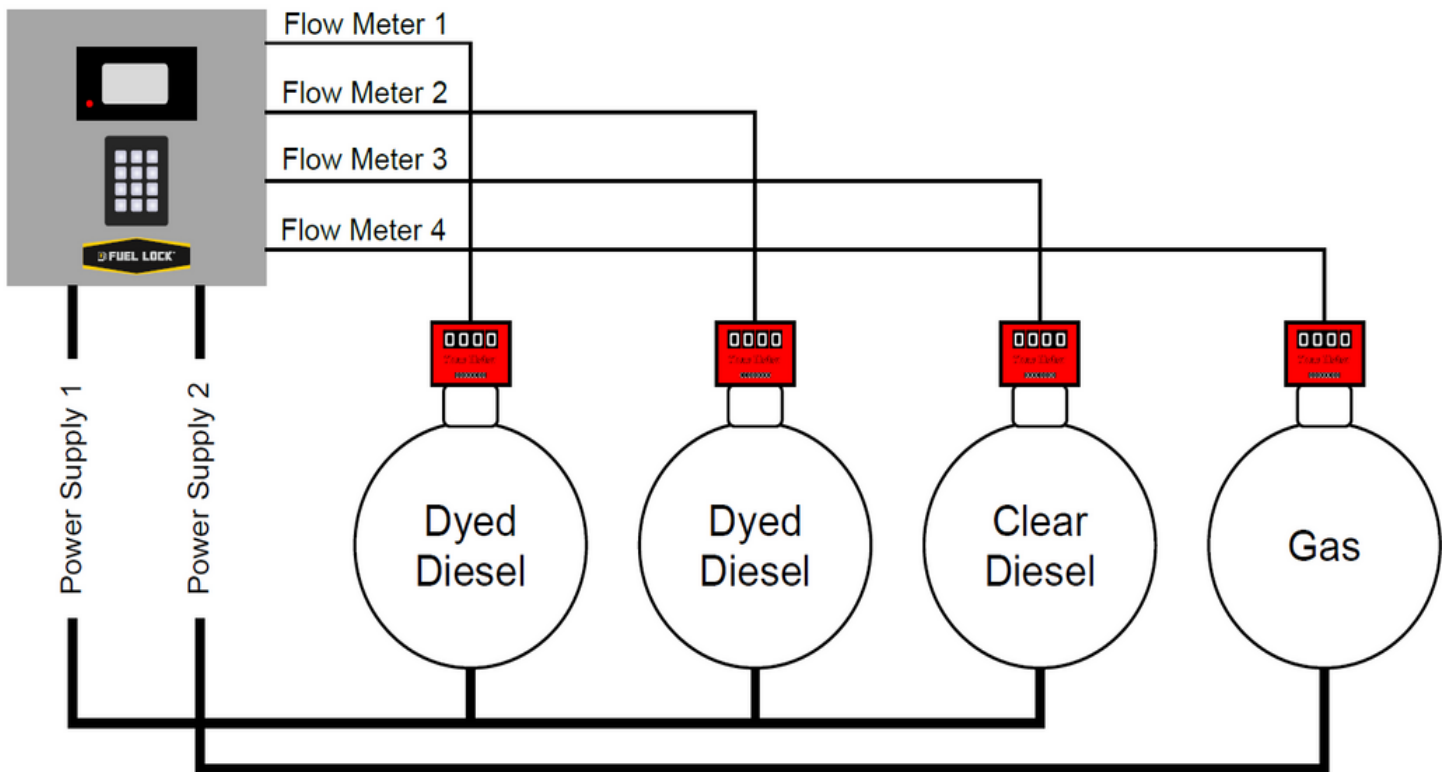 Flow Meter 1
Flow Meter 2
Flow Meter 3
Flow Meter 4
FUEL LOCK
Power Supply 1
Power Supply 2
0000
0000
0000
0000
Dyed
Diesel
Dyed
Diesel
Clear
Diesel
Gas